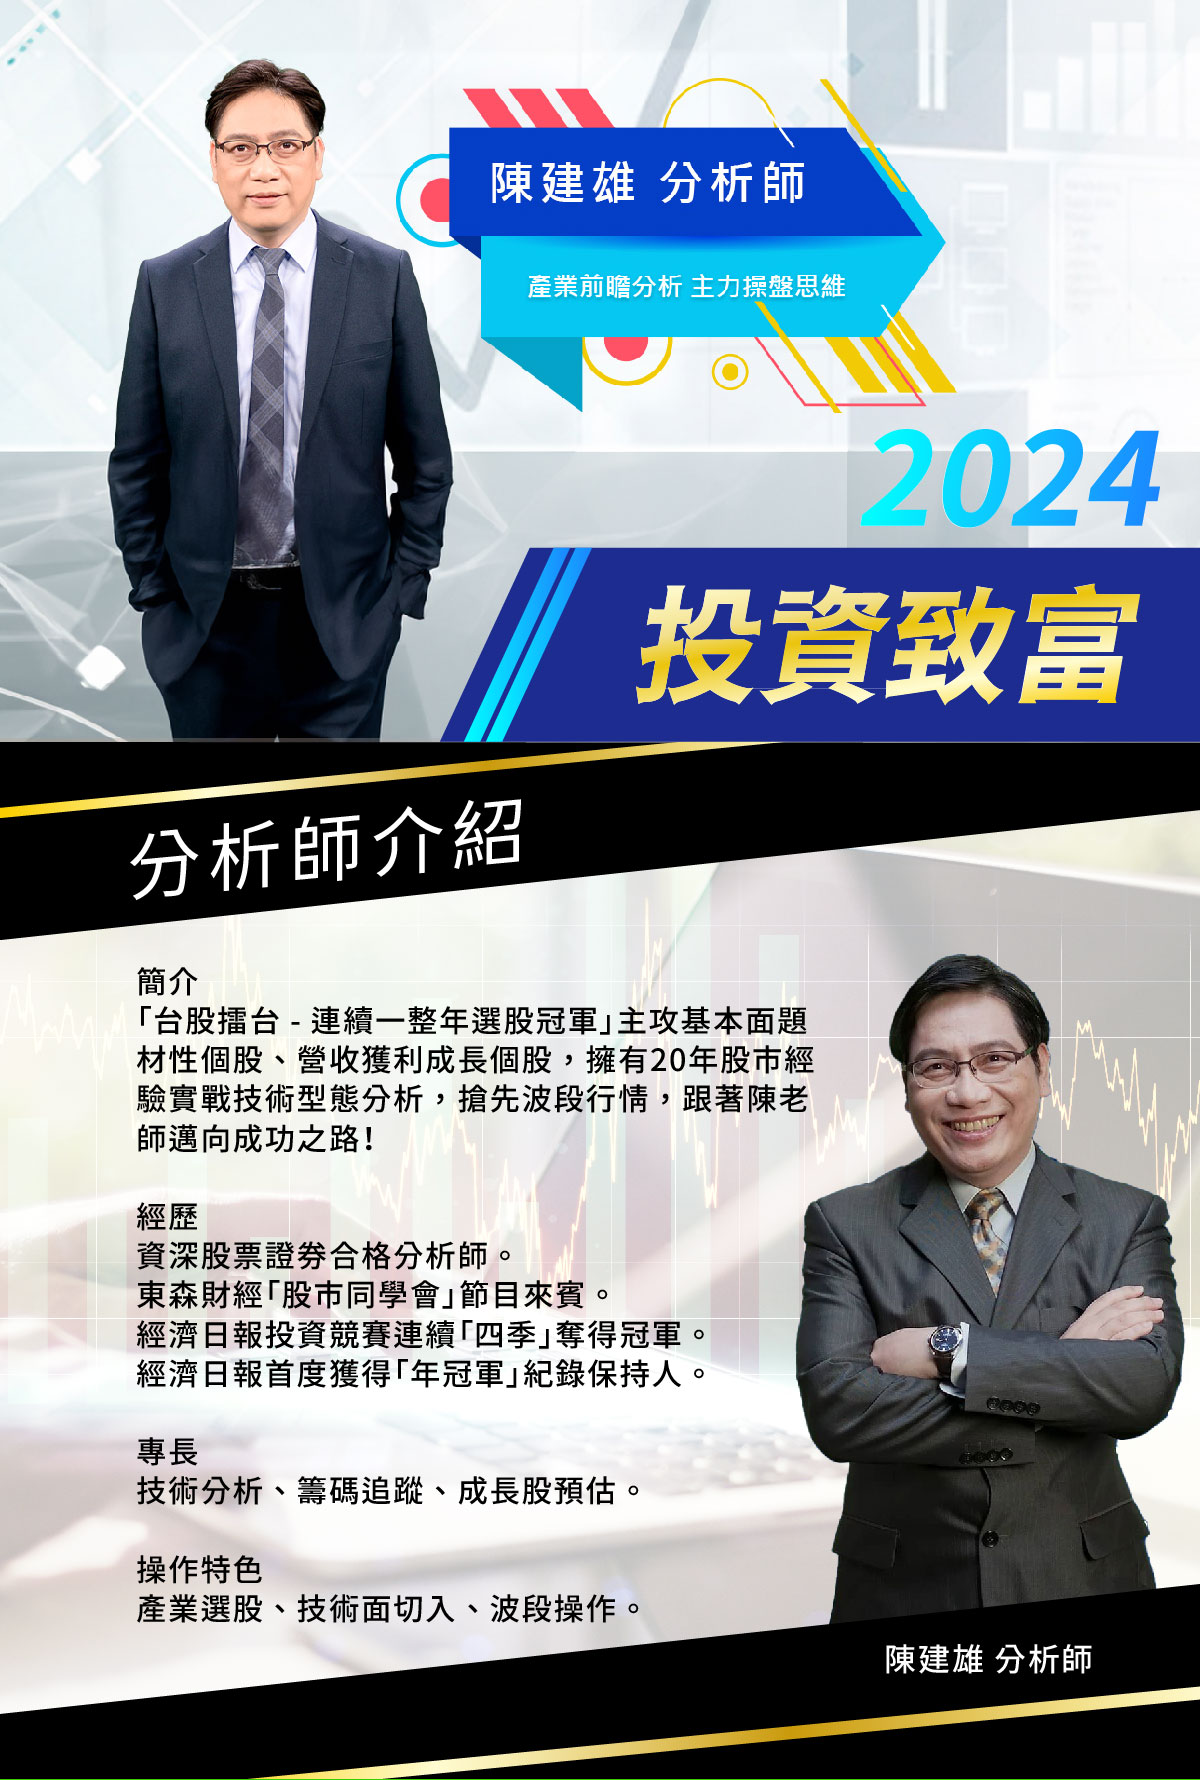 陳建雄 分析師
產業前瞻分析 主力操盤思維
2024
投資致富
分析師介紹
簡介
「台股擂台 - 連續一整年選股冠軍」主攻基本面題
材性個股、營收獲利成長個股，擁有20年股市經
驗實戰技術型態分析，搶先波段行情，跟著陳老
師邁向成功之路！
經歷
資深股票證券合格分析師。
東森財經「股市同學會」節目來賓。
經濟日報投資競賽連續「四季」奪得冠軍。
經濟日報首度獲得「年冠軍」紀錄保持人。
專長
技術分析、籌碼追蹤、成長股預估。
操作特色
產業選股、技術面切入、波段操作。
陳建雄 分析師